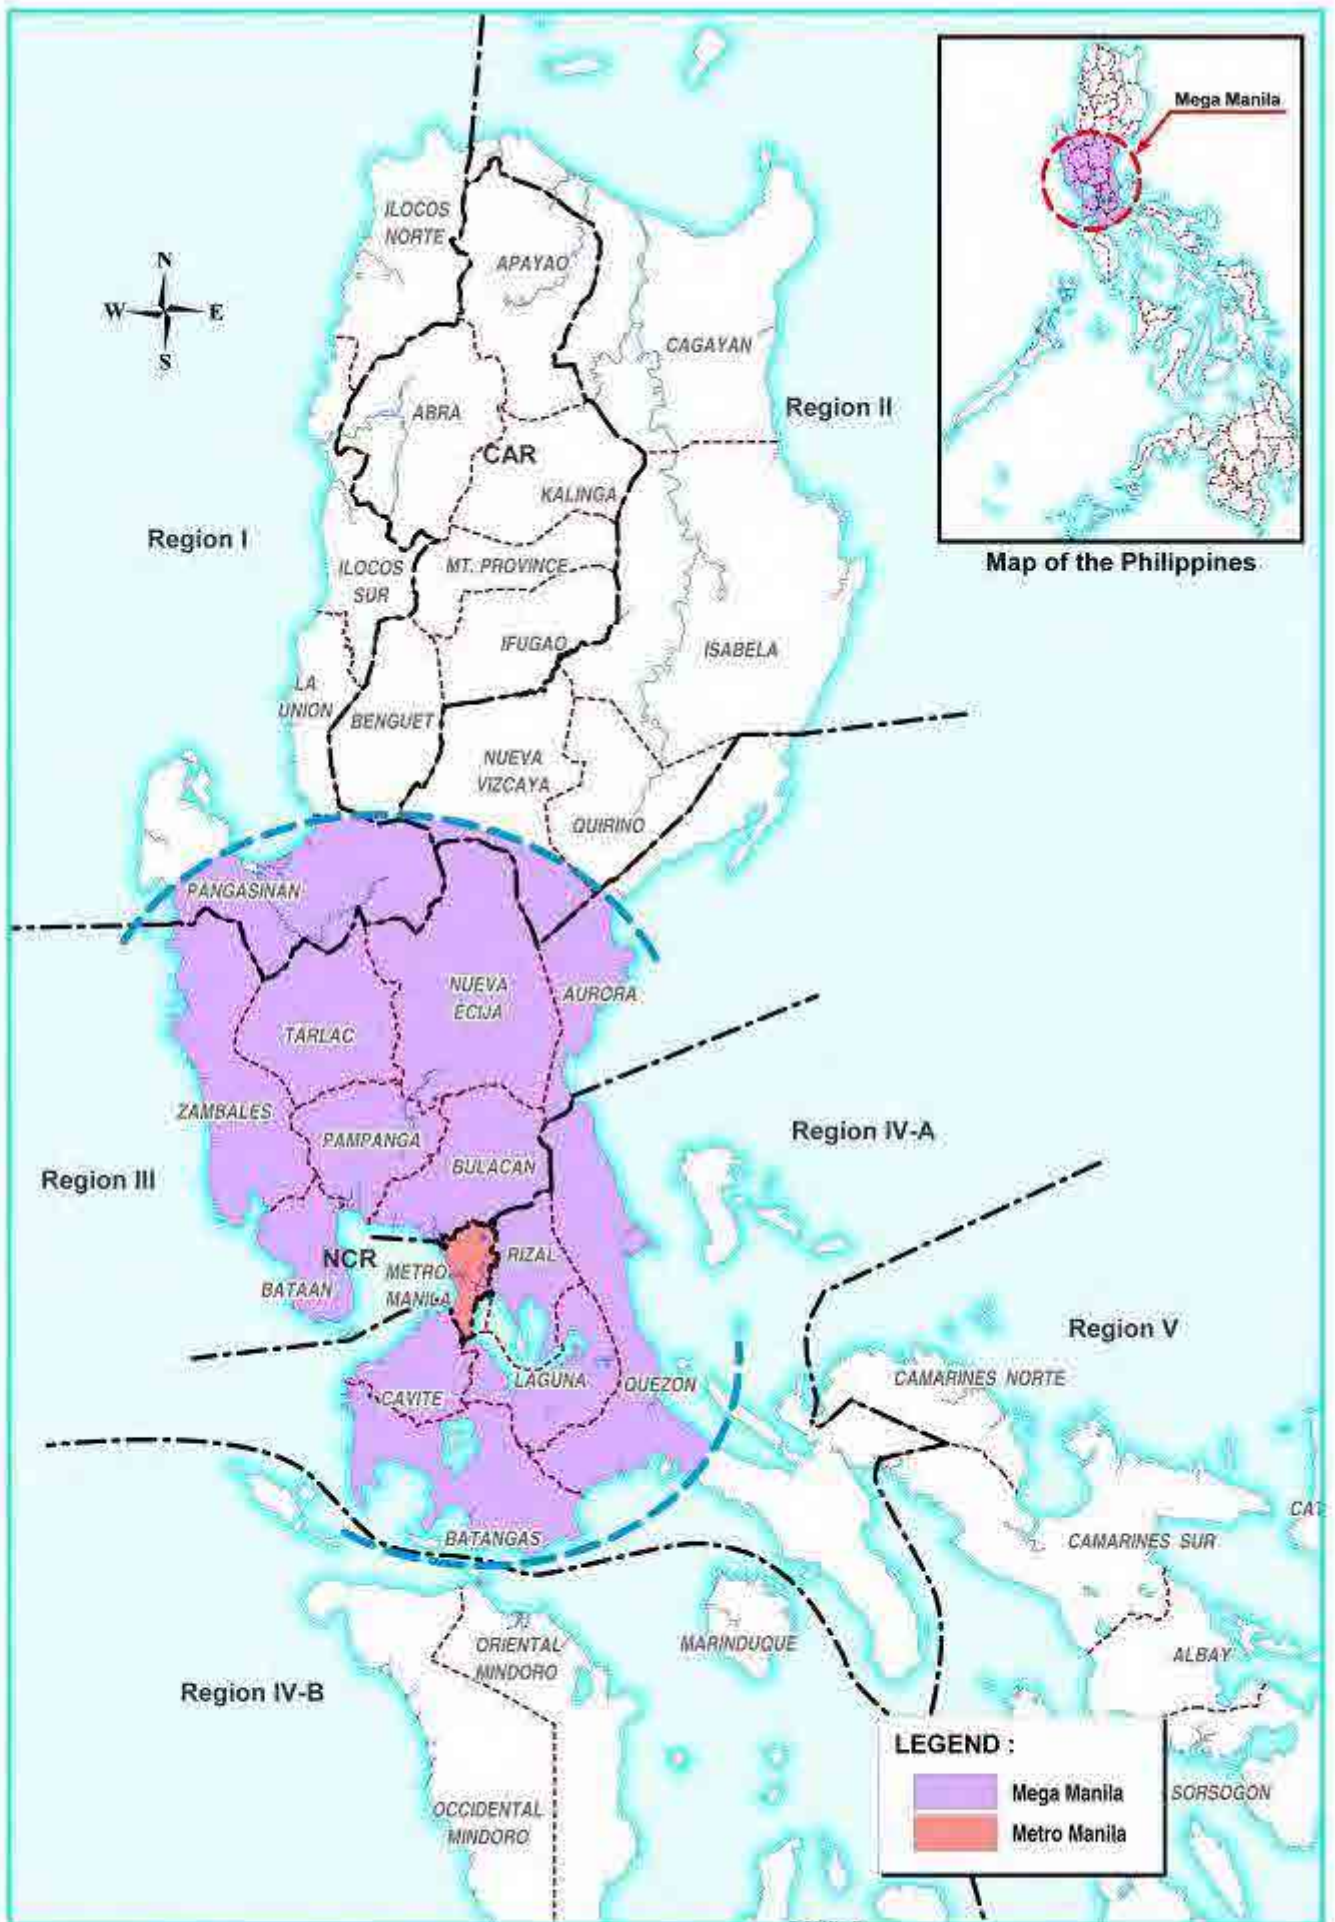 Mega Manila
Map of the Philippines
N
W
E
S
ILOCOS
NORTE
APAYAO
CAGAYAN
ABRA
Region II
CAR
KALINGA
Region I
ILOCOS
SUR
MT. PROVINCE
IFUGAO
ISABELA
LA
UNION
BENGUET
NUEVA
VIZCAYA
QUIRINO
PANGASINAN
NUEVA
ECIJA
AURORA
TARLAC
ZAMBALES
PAMPANGA
BULACAN
Region IV-A
Region III
NCR
RIZAL
METRO
MANILA
BATAAN
Region V
CAVITE
LAGUNA
QUEZON
CAMARINES NORTE
BATANGAS
CAT
CAMARINES SUR
ORIENTAL
MINDORO
MARINDUQUE
ALBAY
Region IV-B
OCCIDENTAL
MINDORO
SORSOGON
LEGEND :
Mega Manila
Metro Manila